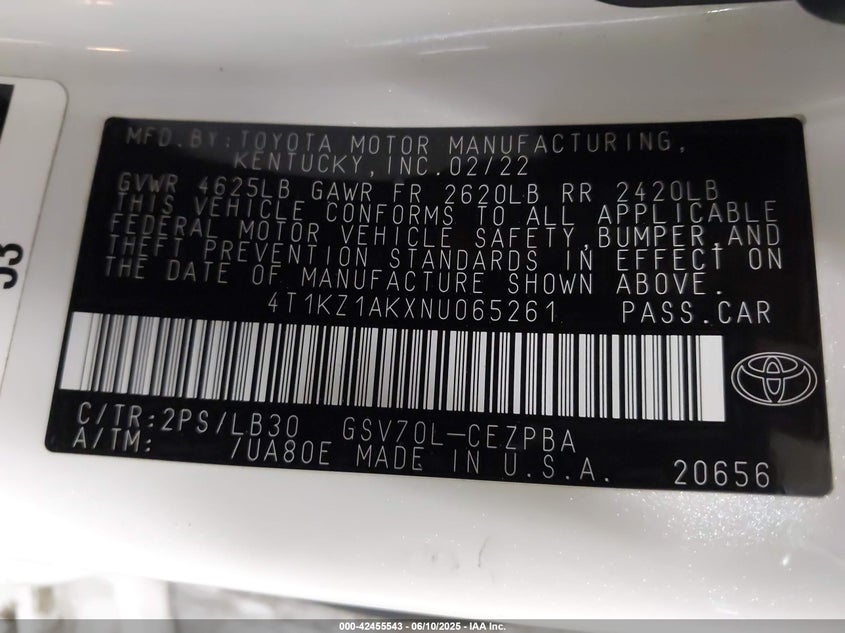 MFD.BY:TOYOTA MOTOR MANUFACTURING,
KENTUCKY,INC.02/22
GVWR 4625LB GAWR FR 2620LB RR 2420LB
THIS VEHICLE CONFORMS TO ALL APPLICABLE
FEDERAL MOTOR VEHICLE SAFETY,BUMPER,AND
THEFT PREVENTION STANDARDS IN EFFECT ON
THE DATE OF MANUFACTURE SHOWN ABOVE.
4T1KZ1AKXNU065261 PASS.CAR
C/TR:2PS/LB30 GSV70L-CEZPBA
A/TM: /UA80E MADE IN U.S.A. 20656
000-42455543 - 06/10/2025 - IAA Inc.